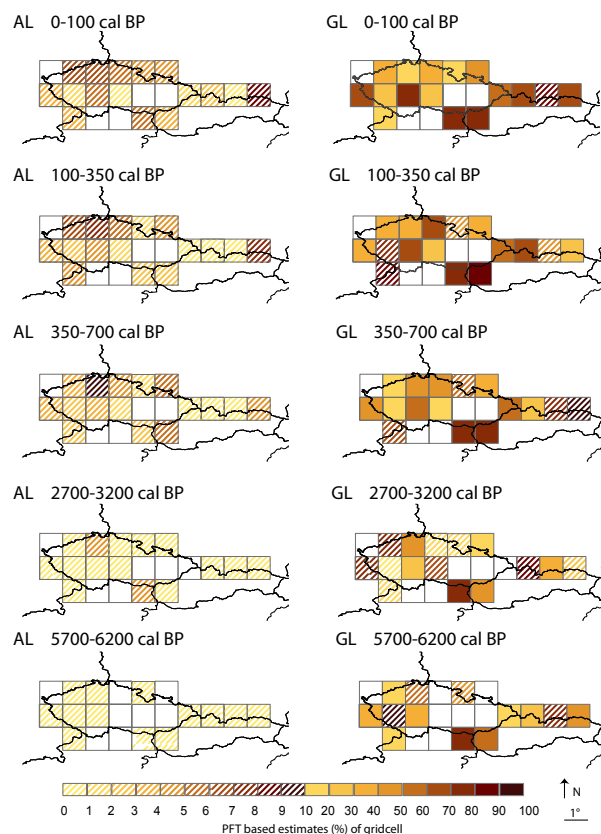 AL 0-100 cal BP GL 0-100 cal BP
AL 100-350 cal BP GL 100-350 cal BP
AL 350-700 cal BP GL 350-700 cal BP
AL 2700-3200 cal BP GL 2700-3200 cal BP
AL 5700-6200 cal BP GL 5700-6200 cal BP
N
0 1 2 3 4 5 6 7 8 9 10 20 30 40 50 60 70 80 90 100 1°
PFT based estimates (%) of gridcell